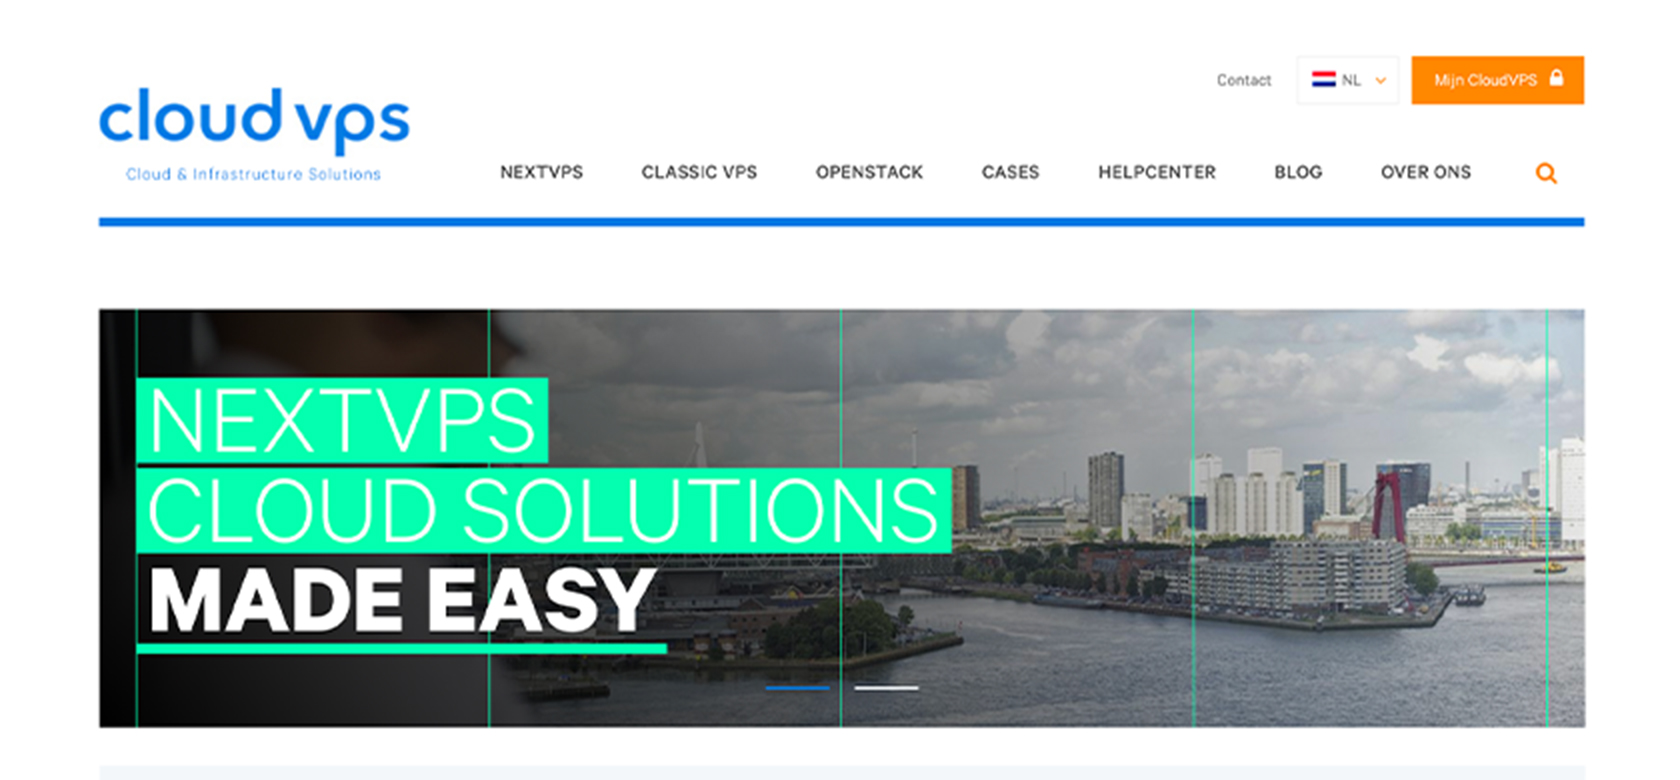 Contact
NL
Mijn CloudVPS
cloud vps
Cloud & Infrastructure Solutions
NEXTVPS
CLASSIC VPS
OPENSTACK
CASES
HELPCENTER
BLOG
OVER ONS
NEXTVPS
CLOUD SOLUTIONS
MADE EASY